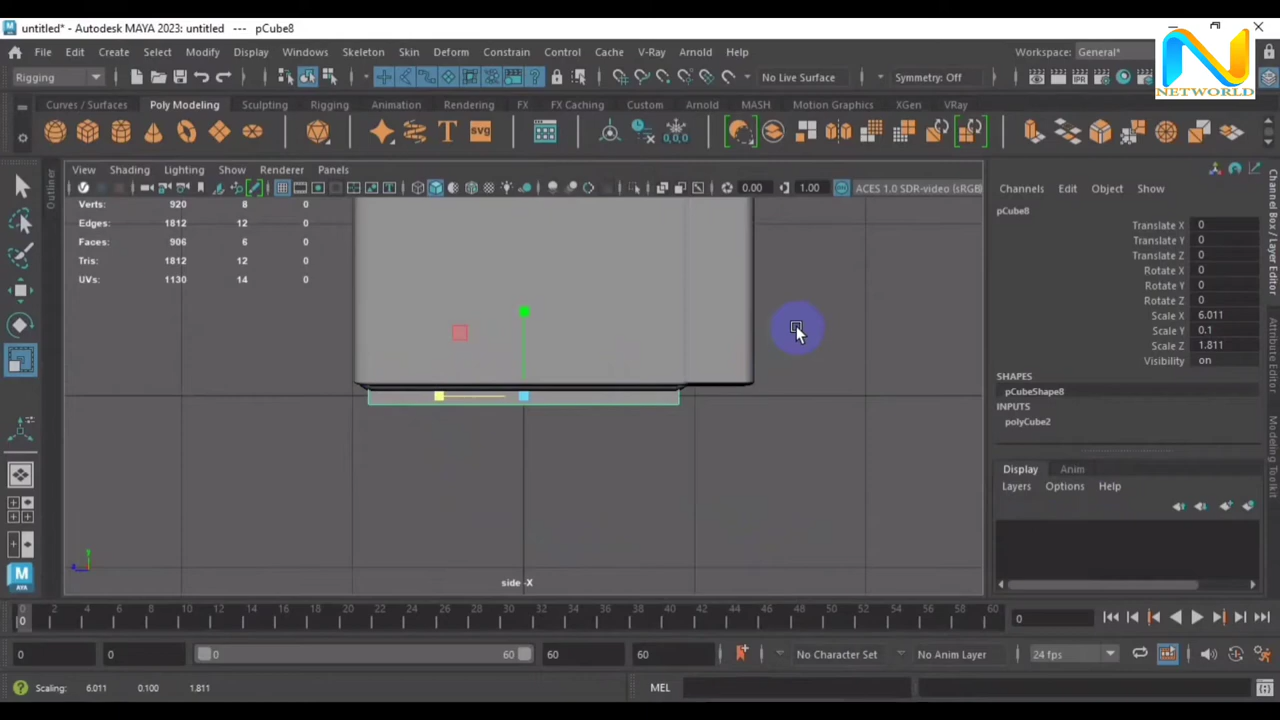 untitled* - Autodesk MAYA 2023: untitled --- pCube8
File Edit Create Select Modify Display Windows Skeleton Skin Deform Constrain Control Cache V-Ray Arnold Help
Workspace: General*
Rigging
No Live Surface
Symmetry: Off
NETWORLD
Curves / Surfaces Poly Modeling Sculpting Rigging Animation Rendering FX FX Caching Custom Arnold MASH Motion Graphics XGen VRay
SVG
0,0,0
View Shading Lighting Show Renderer Panels
0.00 1.00 ACES 1.0 SDR-video (sRGB)
Outliner
Verts: 920 8 0
Edges: 1812 12 0
Faces: 906 6 0
Tris: 1812 12 0
UVs: 1130 14 0
side -X
Channels Edit Object Show
pCube8
Translate X 0
Translate Y 0
Translate Z 0
Rotate X 0
Rotate Y 0
Rotate Z 0
Scale X 6.011
Scale Y 0.1
Scale Z 1.811
Visibility on
SHAPES
pCubeShape8
INPUTS
polyCube2
Display Anim
Layers Options Help
Channel Box / Layer Editor
Attribute Editor
Modeling Toolkit
0 2 4 6 8 10 12 14 16 18 20 22 24 26 28 30 32 34 36 38 40 42 44 46 48 50 52 54 56 58 60
0
0
0 0 0 60 60 60
No Character Set
No Anim Layer
24 fps
Scaling: 6.011 0.100 1.811
MEL